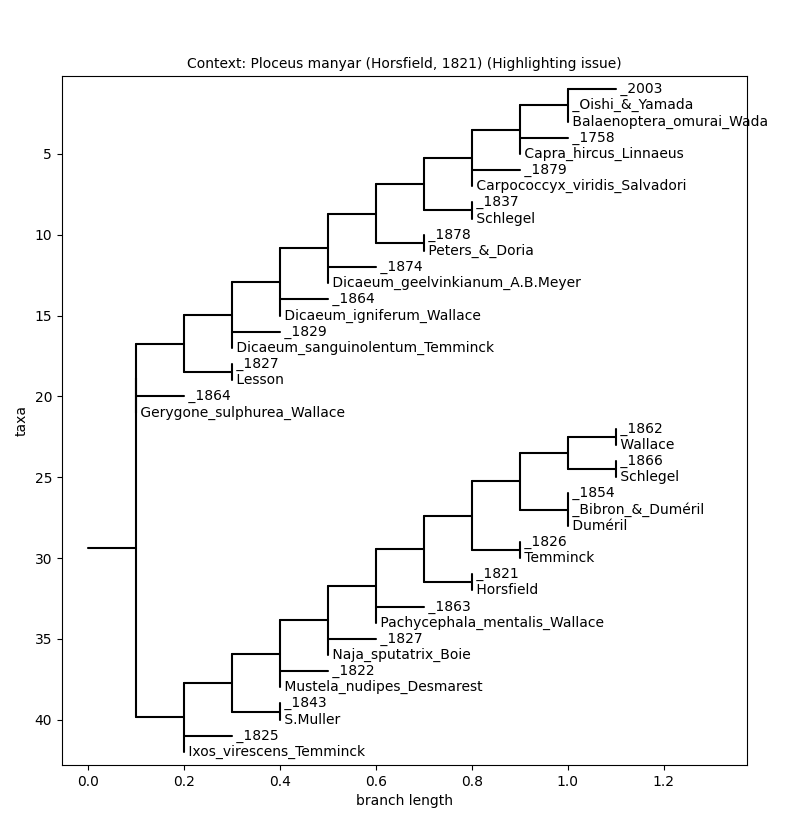 Context: Ploceus manyar (Horsfield, 1821) (Highlighting issue)
_2003
_Oishi_&_Yamada
Balaenoptera_omurai_Wada
_1758
Capra_hircus_Linnaeus
_1879
Carpococcyx_viridis_Salvadori
_1837
Schlegel
_1878
Peters_&_Doria
_1874
Dicaeum_geelvinkianum_A.B.Meyer
_1864
Dicaeum_igniferum_Wallace
_1829
Dicaeum_sanguinolentum_Temminck
_1827
Lesson
_1864
Gerygone_sulphurea_Wallace
_1862
Wallace
_1866
Schlegel
_1854
_Bibron_&_Duméril
Duméril
_1826
Temminck
_1821
Horsfield
_1863
Pachycephala_mentalis_Wallace
_1827
Naja_sputatrix_Boie
_1822
Mustela_nudipes_Desmarest
_1843
S.Muller
_1825
Ixos_virescens_Temminck
5
10
15
20
25
30
35
40
taxa
0.0 0.2 0.4 0.6 0.8 1.0 1.2
branch length